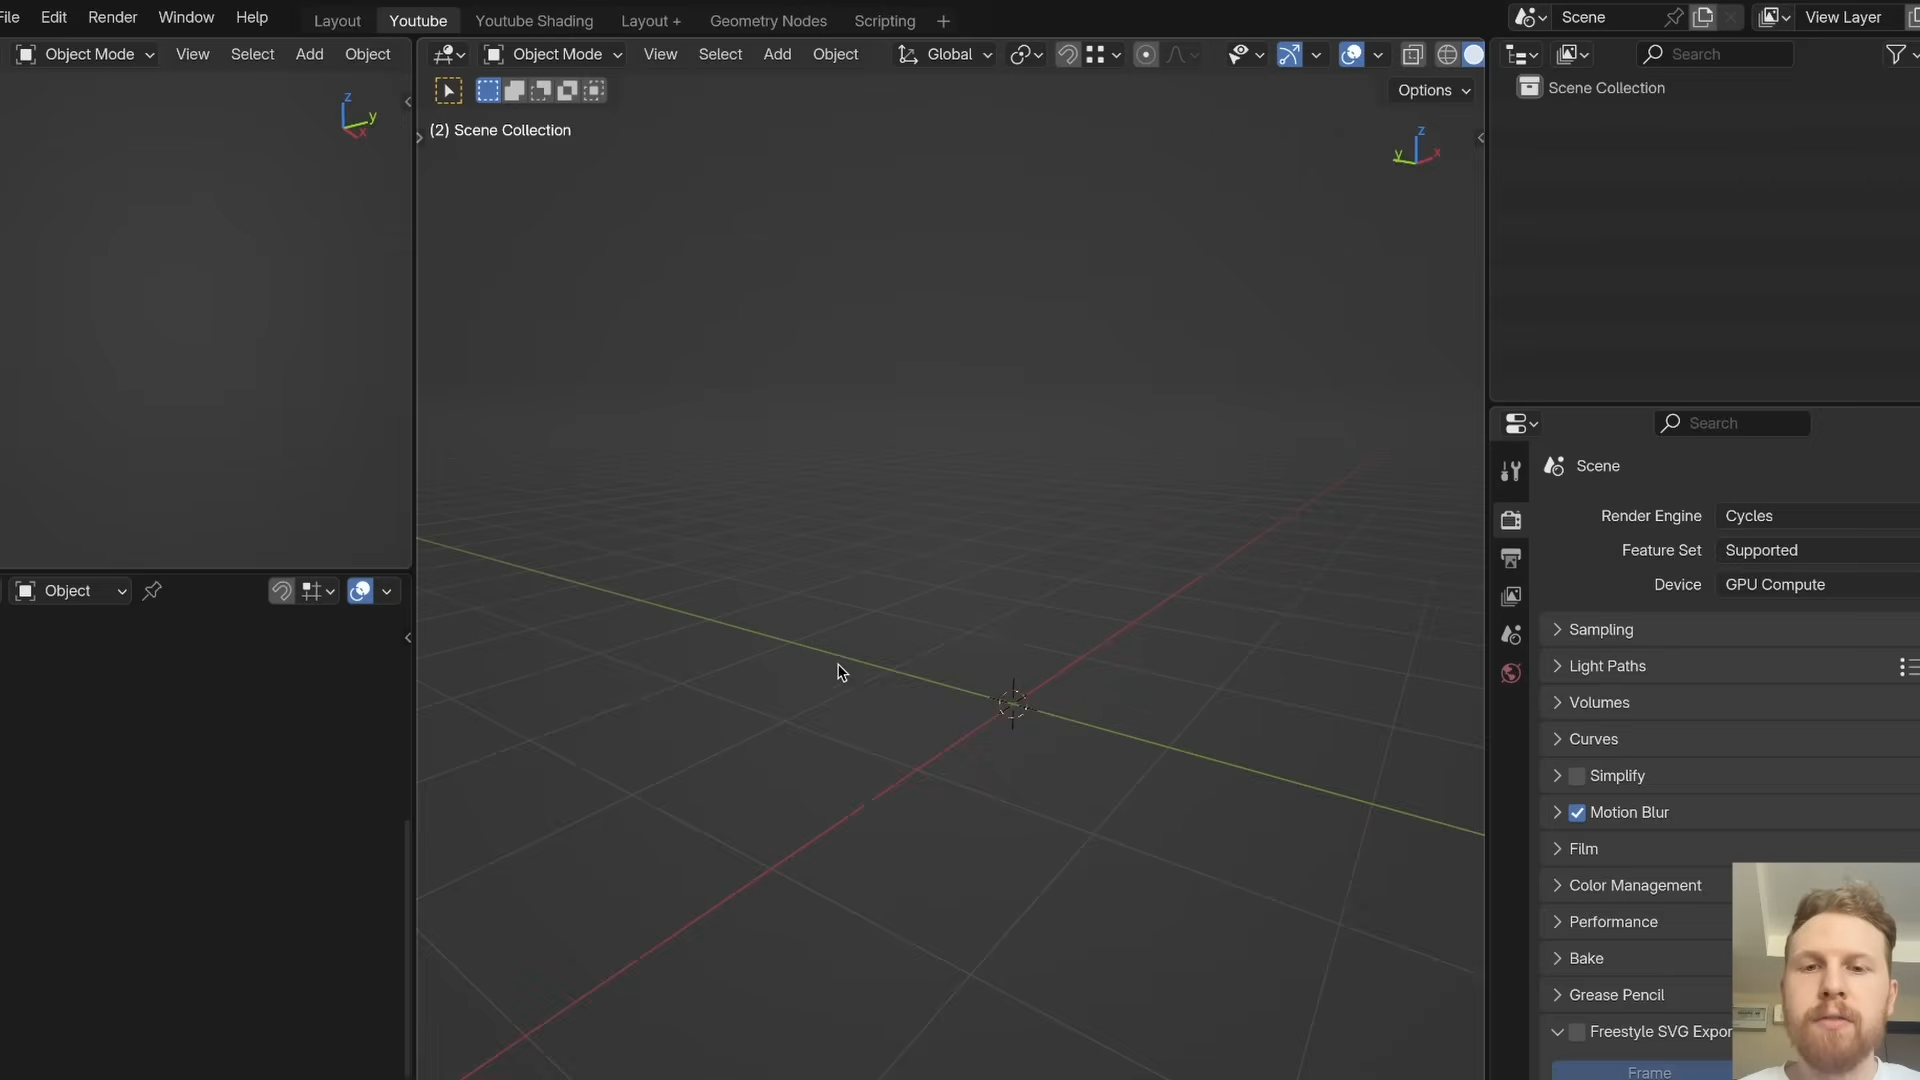 File Edit Render Window Help Layout Youtube Youtube Shading Layout + Geometry Nodes Scripting + Scene View Layer
Object Mode View Select Add Object
Object Mode View Select Add Object Global
Search
Options
Scene Collection
(2) Scene Collection
z
y
x
z
y
x
Search
Scene
Render Engine Cycles
Feature Set Supported
Device GPU Compute
Object
Sampling
Light Paths
Volumes
Curves
Simplify
Motion Blur
Film
Color Management
Performance
Bake
Grease Pencil
Freestyle SVG Expor
Frame